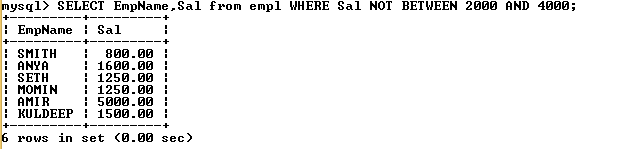 mysql> SELECT EmpName,Sal from empl WHERE Sal NOT BETWEEN 2000 AND 4000;
+---------+---------+
| EmpName | Sal     |
+---------+---------+
| SMITH   |  800.00 |
| ANYA    | 1600.00 |
| SETH    | 1250.00 |
| MOMIN   | 1250.00 |
| AMIR    | 5000.00 |
| KULDEEP | 1500.00 |
+---------+---------+
6 rows in set (0.00 sec)